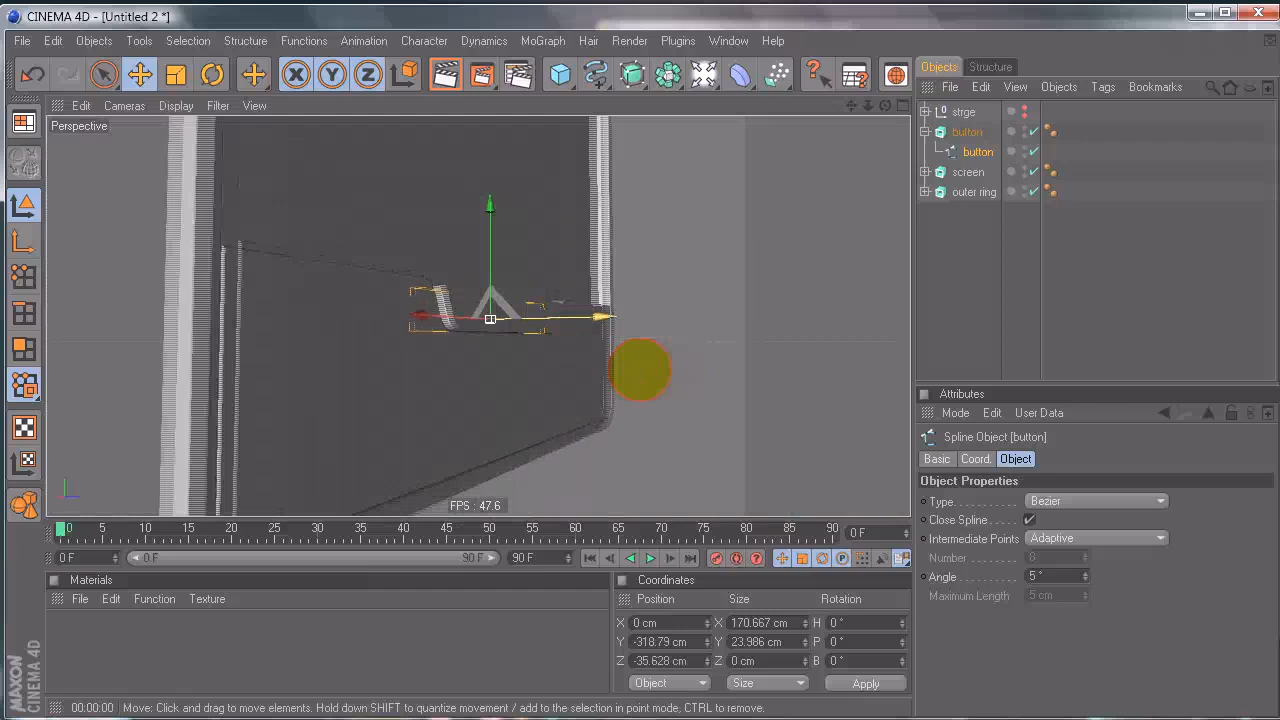 CINEMA 4D - [Untitled 2 *]
File Edit Objects Tools Selection Structure Functions Animation Character Dynamics MoGraph Hair Render Plugins Window Help
X Y Z
Objects Structure
Edit Cameras Display Filter View
File Edit View Objects Tags Bookmarks
Perspective
strge
button
button
screen
outer ring
Attributes
Mode Edit User Data
Spline Object [button]
Basic Coord. Object
Object Properties
Type Bezier
Close Spline
Intermediate Points Adaptive
Number 8
Angle 5 °
Maximum Length 5 cm
FPS : 47.6
0 5 10 15 20 25 30 35 40 45 50 55 60 65 70 75 80 85 90 0 F
0 F 0 F 90 F 90 F
Materials
File Edit Function Texture
Coordinates
Position Size Rotation
X 0 cm X 170.667 cm H 0 °
Y -318.79 cm Y 23.986 cm P 0 °
Z -35.628 cm Z 0 cm B 0 °
Object Size Apply
MAXON CINEMA 4D
00:00:00 Move: Click and drag to move elements. Hold down SHIFT to quantize movement / add to the selection in point mode, CTRL to remove.